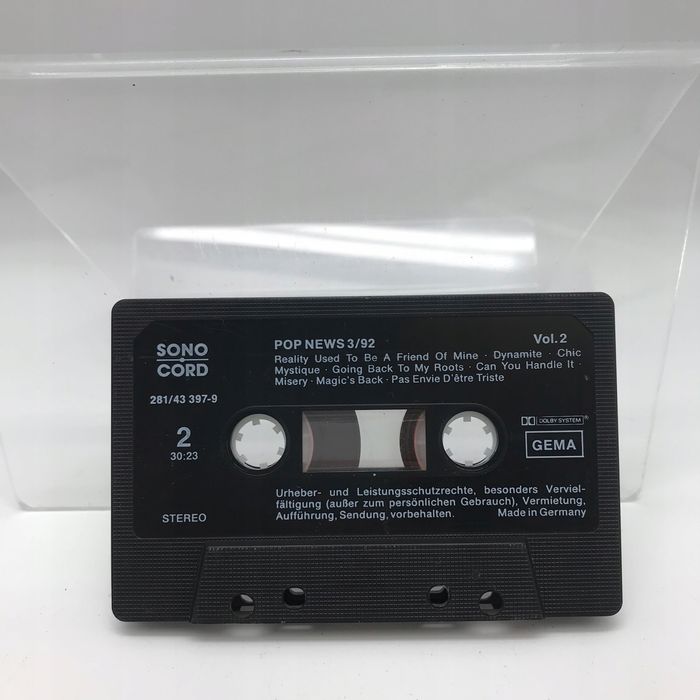 SONO
CORD
281/43 397-9
2
30:23
STEREO
POP NEWS 3/92 Vol. 2
Reality Used To Be A Friend Of Mine · Dynamite · Chic
Mystique · Going Back To My Roots · Can You Handle It ·
Misery · Magic's Back · Pas Envie D'être Triste
DOLBY SYSTEM®
GEMA
Urheber- und Leistungsschutzrechte, besonders Verviel-
fältigung (außer zum persönlichen Gebrauch), Vermietung,
Aufführung, Sendung, vorbehalten. Made in Germany